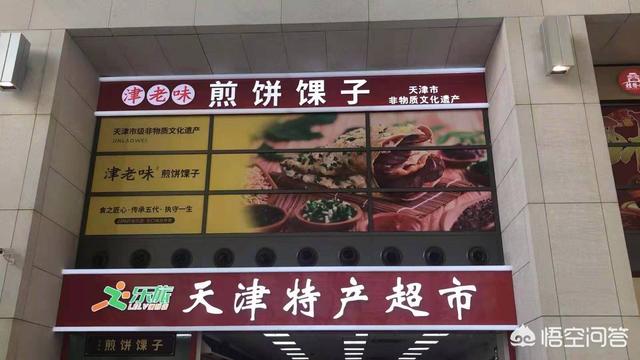 津老味 煎饼馃子 天津市
非物质文化遗产
天津市级非物质文化遗产
JINLAOWEI
津老味 煎饼馃子
食之匠心·传承五代·执守一生
乐旅 天津特产超市
煎饼馃子
悟空问答